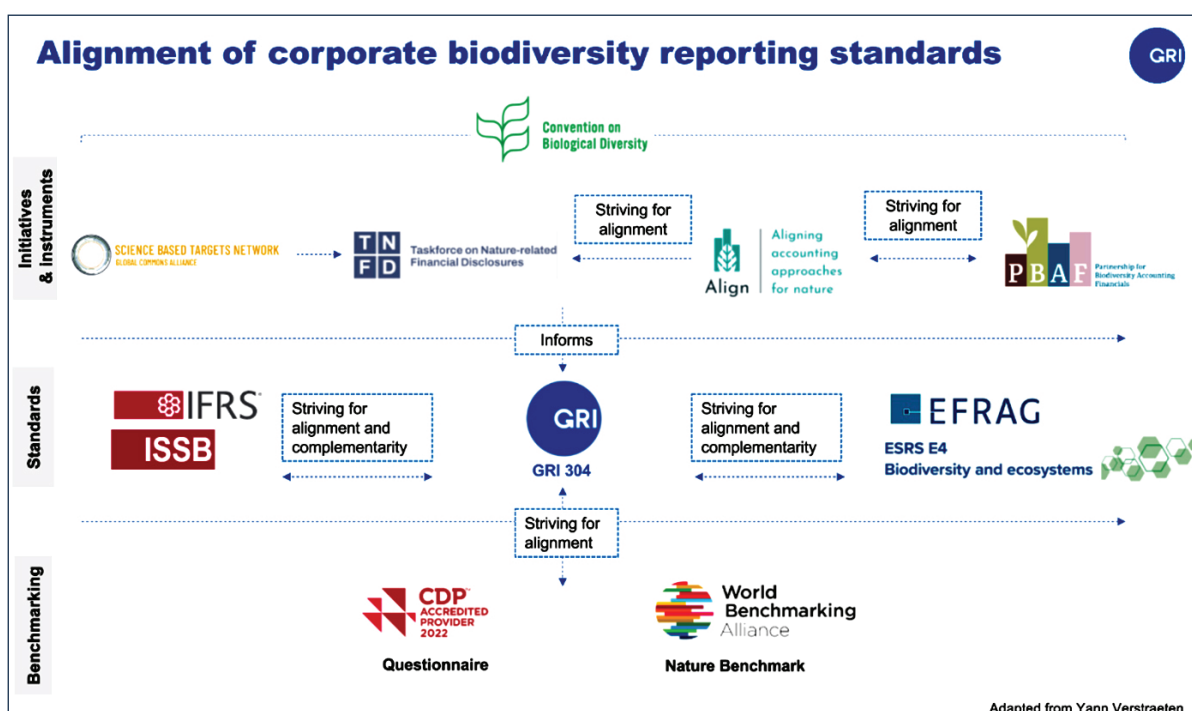 Alignment of corporate biodiversity reporting standards
GRI
Convention on
Biological Diversity
Initiatives
& instruments
SCIENCE BASED TARGETS NETWORK
GLOBAL COMMONS ALLIANCE
TN
FD
Taskforce on Nature-related
Financial Disclosures
Striving for
alignment
Align
Aligning
accounting
approaches
for nature
Striving for
alignment
PBAF
Partnership for
Biodiversity Accounting
Financials
Informs
Standards
IFRS
ISSB
Striving for
alignment and
complementarity
GRI
GRI 304
Striving for
alignment and
complementarity
EFRAG
ESRS E4
Biodiversity and ecosystems
Striving for
alignment
Benchmarking
CDP
ACCREDITED
PROVIDER
2022
Questionnaire
World
Benchmarking
Alliance
Nature Benchmark
Adapted from Yann Verstraeten